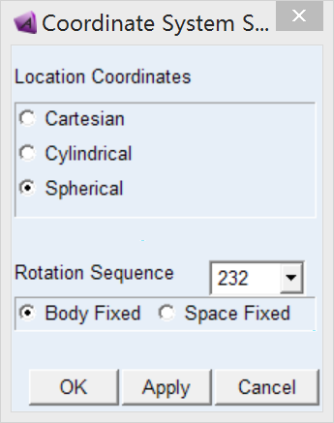 Coordinate System S...
Location Coordinates
Cartesian
Cylindrical
Spherical
Rotation Sequence 232
Body Fixed Space Fixed
OK Apply Cancel